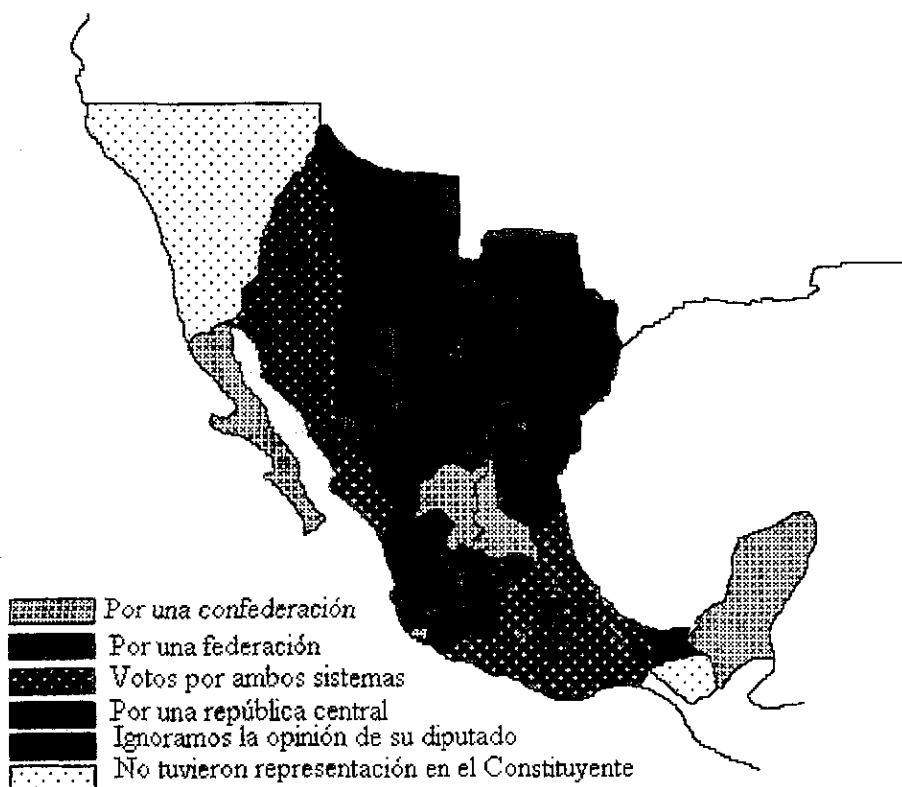 Por una confederación
Por una federación
Votos por ambos sistemas
Por una república central
Ignoramos la opinión de su diputado
No tuvieron representación en el Constituyente